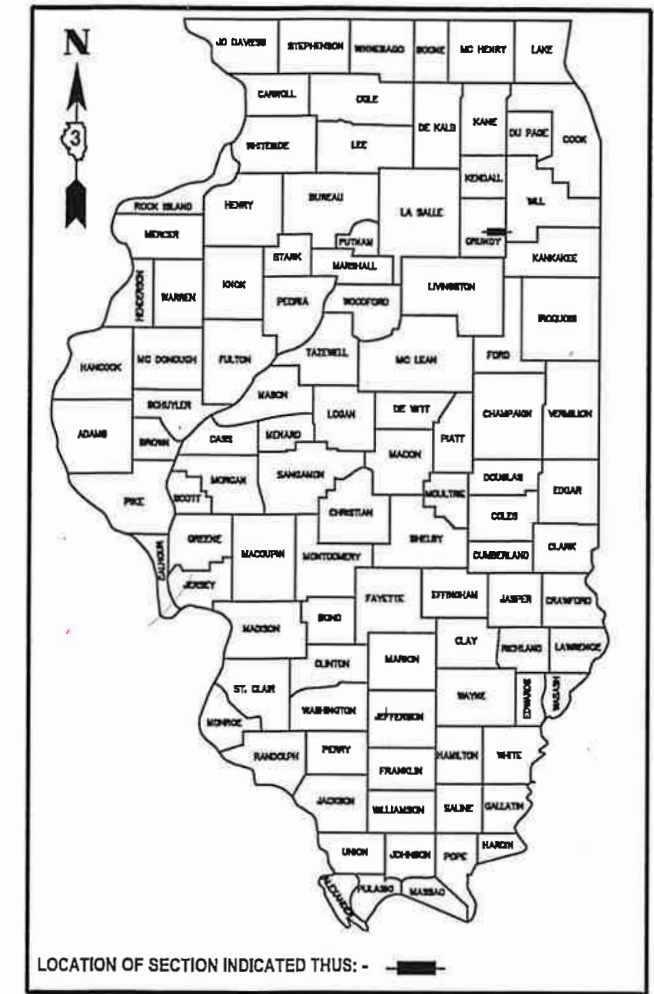 N
3
JO DAVIESS STEPHENSON WINNEBAGO BOONE MC HENRY LAKE
CARROLL OGLE DE KALB KANE DU PAGE COOK
WHITESIDE LEE KENDALL WILL
ROCK ISLAND HENRY BUREAU LA SALLE GRUNDY
MERCER PUTNAM KANKAKEE
STARK MARSHALL
HENDERSON WARREN KNOX PEORIA WOODFORD LIVINGSTON IROQUOIS
HANCOCK MC DONOUGH FULTON TAZEWELL MC LEAN FORD
SCHUYLER MASON LOGAN DE WITT CHAMPAIGN VERMILION
ADAMS BROWN CASS MENARD MACON PIATT
PIKE SCOTT MORGAN SANGAMON MOULTRIE DOUGLAS EDGAR
CHRISTIAN COLES
CALHOUN GREENE MACOUPIN MONTGOMERY SHELBY CUMBERLAND CLARK
JERSEY FAYETTE EFFINGHAM JASPER CRAWFORD
MADISON BOND CLAY RICHLAND LAWRENCE
CLINTON MARION
ST. CLAIR WAYNE EDWARDS WABASH
MONROE WASHINGTON JEFFERSON
RANDOLPH PERRY HAMILTON WHITE
FRANKLIN
JACKSON WILLIAMSON SALINE GALLATIN
UNION JOHNSON POPE HARDIN
ALEXANDER PULASKI MASSAC
LOCATION OF SECTION INDICATED THUS: -